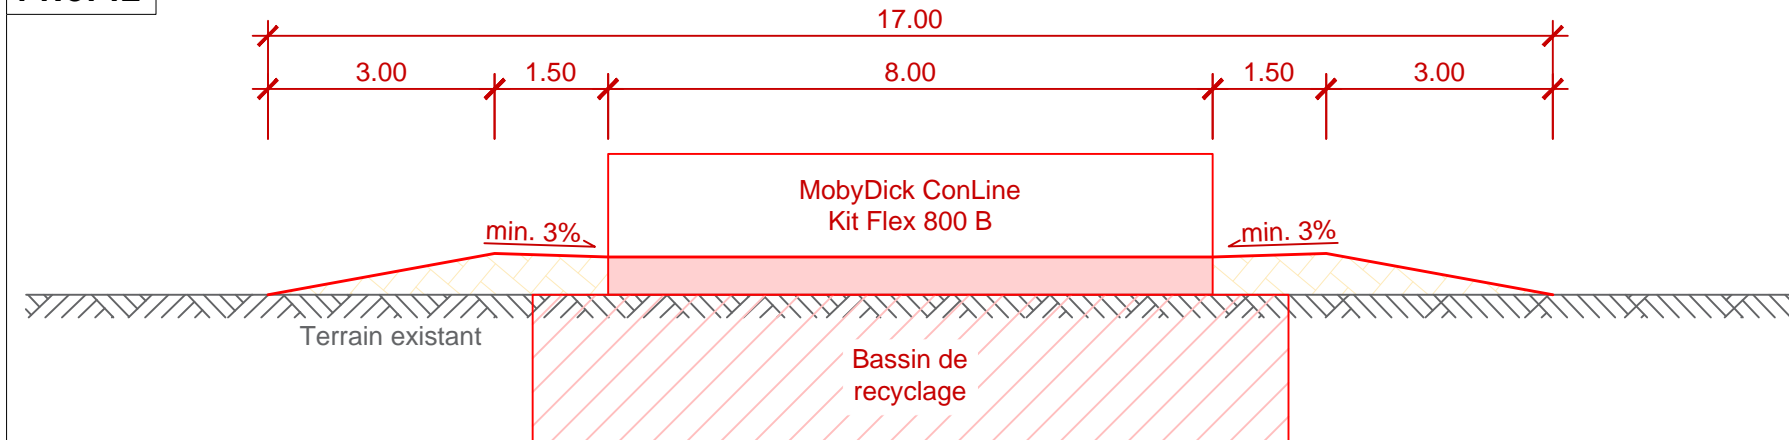 17.00
3.00 1.50 8.00 1.50 3.00
MobyDick ConLine
Kit Flex 800 B
min. 3% min. 3%
Terrain existant
Bassin de
recyclage